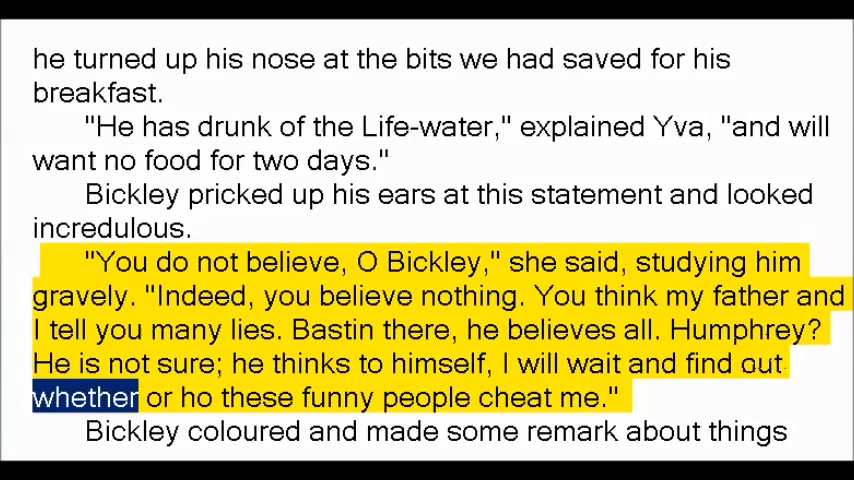 he turned up his nose at the bits we had saved for his
breakfast.
"He has drunk of the Life-water," explained Yva, "and will
want no food for two days."
Bickley pricked up his ears at this statement and looked
incredulous.
"You do not believe, O Bickley," she said, studying him
gravely. "Indeed, you believe nothing. You think my father and
I tell you many lies. Bastin there, he believes all. Humphrey?
He is not sure; he thinks to himself, I will wait and find out
whether or ho these funny people cheat me."
Bickley coloured and made some remark about things